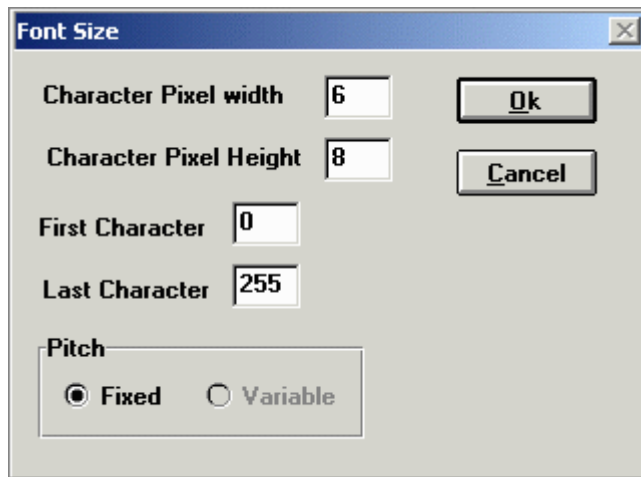 Font Size
Character Pixel width 6
Ok
Character Pixel Height 8
Cancel
First Character 0
Last Character 255
Pitch
Fixed Variable